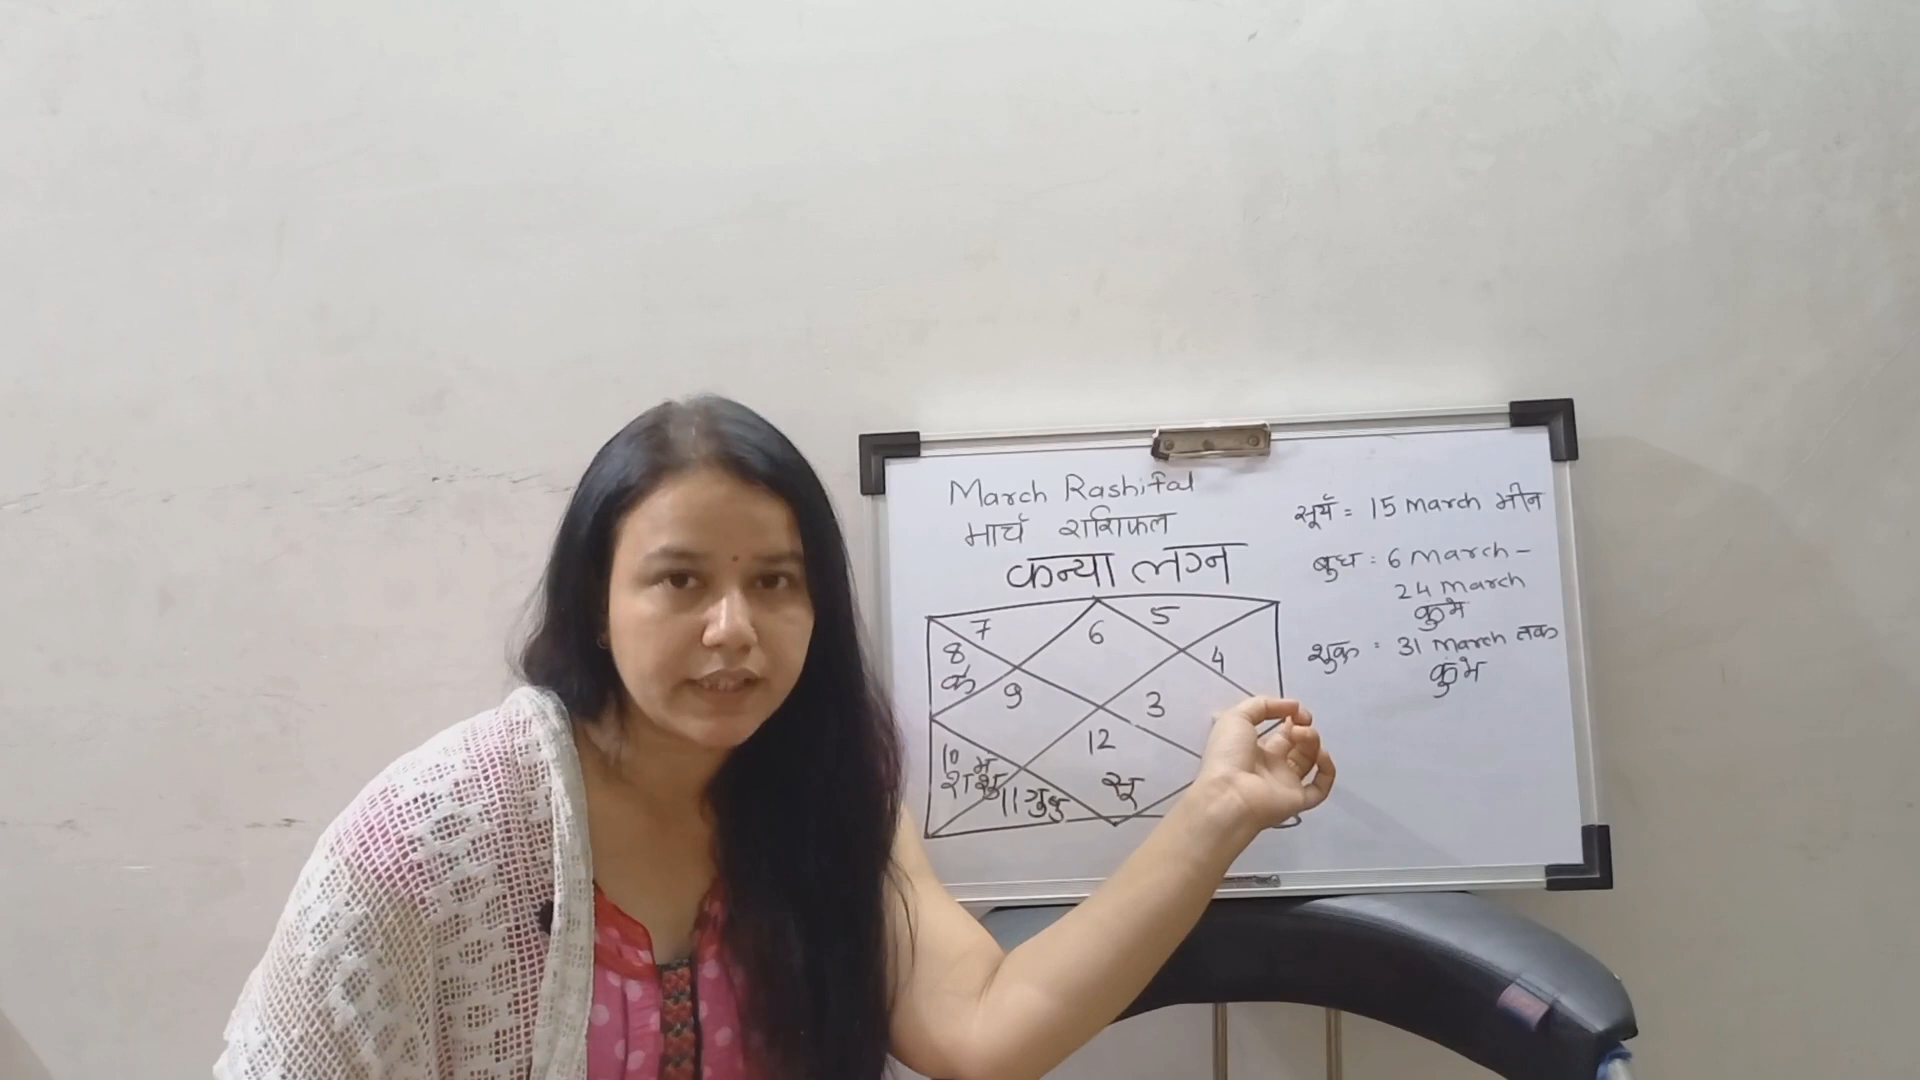 March Rashifal
मार्च राशिफल
कन्या लग्न
सूर्य = 15 March मीन
बुध : 6 March -
24 March
कुंभ
शुक्र : 31 March तक
कुंभ
7
6
5
8
के
4
9
3
10
मं
श शु
12
11 गु बु
सू